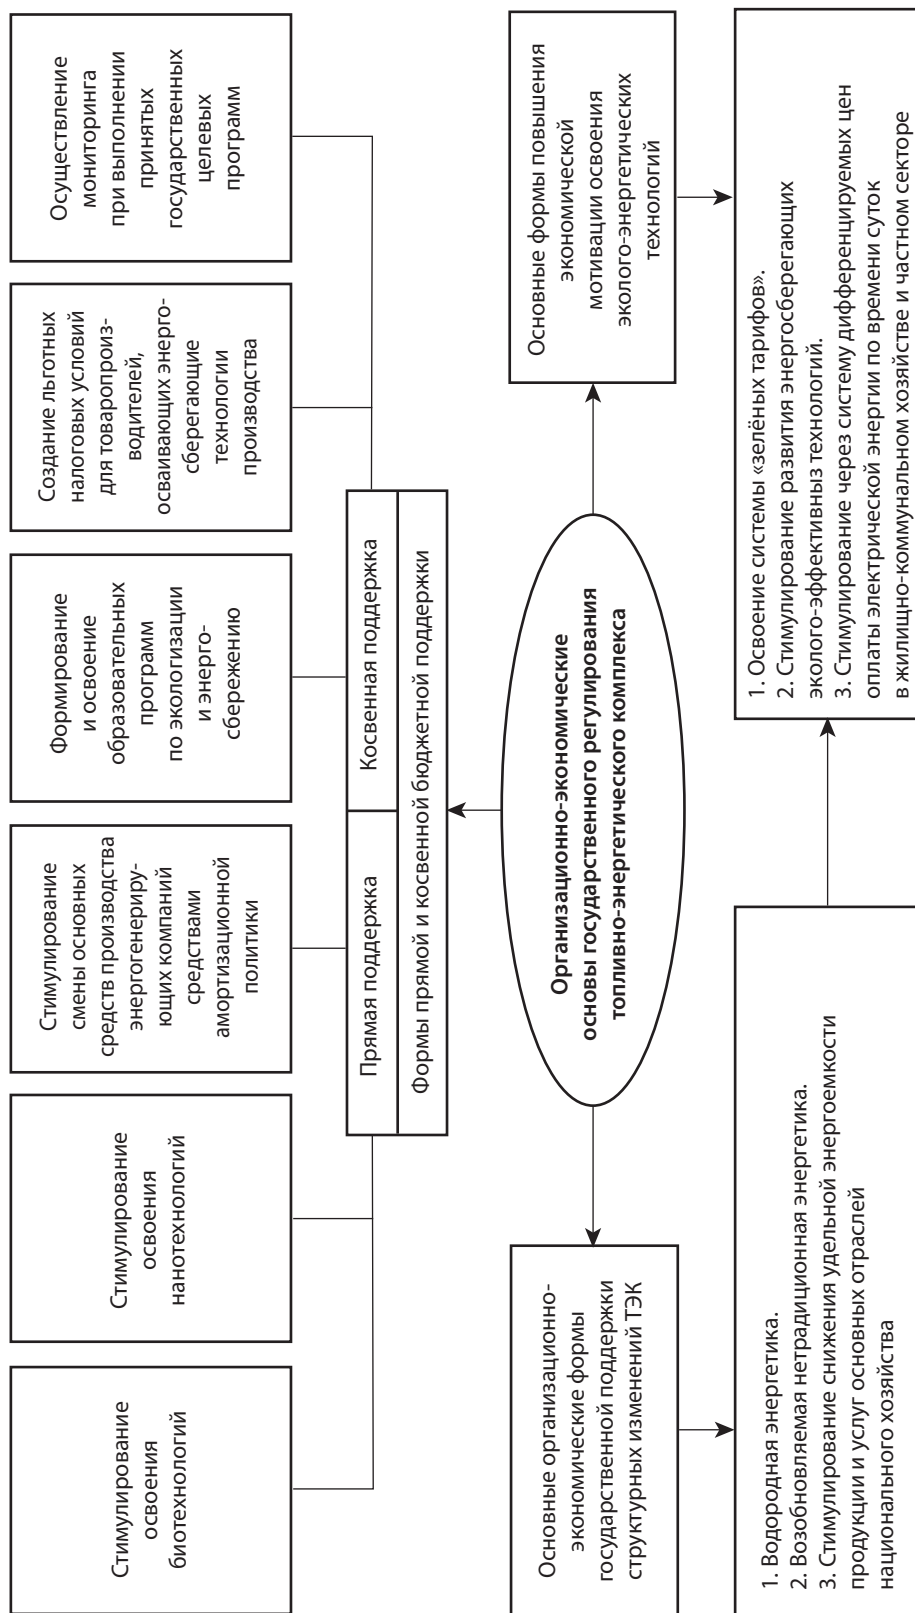 Стимулирование
освоения
биотехнологий
Стимулирование
освоения
нанотехнологий
Стимулирование
смены основных
средств производства
энергогенериру-
ющих компаний
средствами
амортизационной
политики
Формирование
и освоение
образовательных
программ
по экологизации
и энерго-
сбережению
Создание льготных
налоговых условий
для товаропроиз-
водителей,
осваивающих энерго-
сберегающие
технологии
производства
Осуществление
мониторинга
при выполнении
принятых
государственных
целевых
программ
Прямая поддержка
Косвенная поддержка
Формы прямой и косвенной бюджетной поддержки
Организационно-экономические
основы государственного регулирования
топливно-энергетического комплекса
Основные организационно-
экономические формы
государственной поддержки
структурных изменений ТЭК
Основные формы повышения
экономической
мотивации освоения
эколого-энергетических
технологий
1. Водородная энергетика.
2. Возобновляемая нетрадиционная энергетика.
3. Стимулирование снижения удельной энергоемкости
продукции и услуг основных отраслей
национального хозяйства
1. Освоение системы «зелёных тарифов».
2. Стимулирование развития энергосберегающих
эколого-эффективныз технологий.
3. Стимулирование через систему дифференцируемых цен
оплаты электрической энергии по времени суток
в жилищно-коммунальном хозяйстве и частном секторе